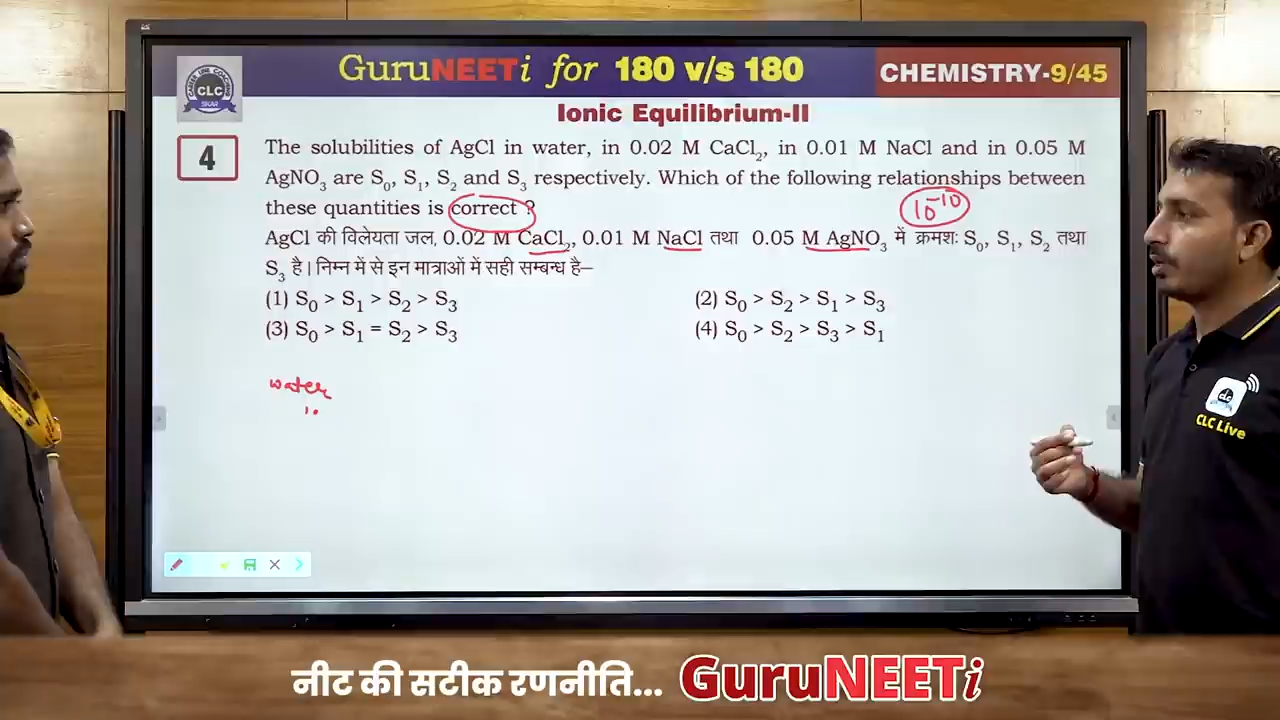 GuruNEETi for 180 v/s 180
CHEMISTRY-9/45
CLC
SIKAR
Ionic Equilibrium-II
4
The solubilities of AgCl in water, in 0.02 M CaCl₂, in 0.01 M NaCl and in 0.05 M
AgNO₃ are S₀, S₁, S₂ and S₃ respectively. Which of the following relationships between
these quantities is correct ?
10⁻¹⁰
AgCl की विलेयता जल, 0.02 M CaCl₂, 0.01 M NaCl तथा 0.05 M AgNO₃ में क्रमशः S₀, S₁, S₂ तथा
S₃ है। निम्न में से इन मात्राओं में सही सम्बन्ध है–
(1) S₀ > S₁ > S₂ > S₃
(2) S₀ > S₂ > S₁ > S₃
(3) S₀ > S₁ = S₂ > S₃
(4) S₀ > S₂ > S₃ > S₁
water
clc
CLC Live
नीट की सटीक रणनीति... GuruNEETi